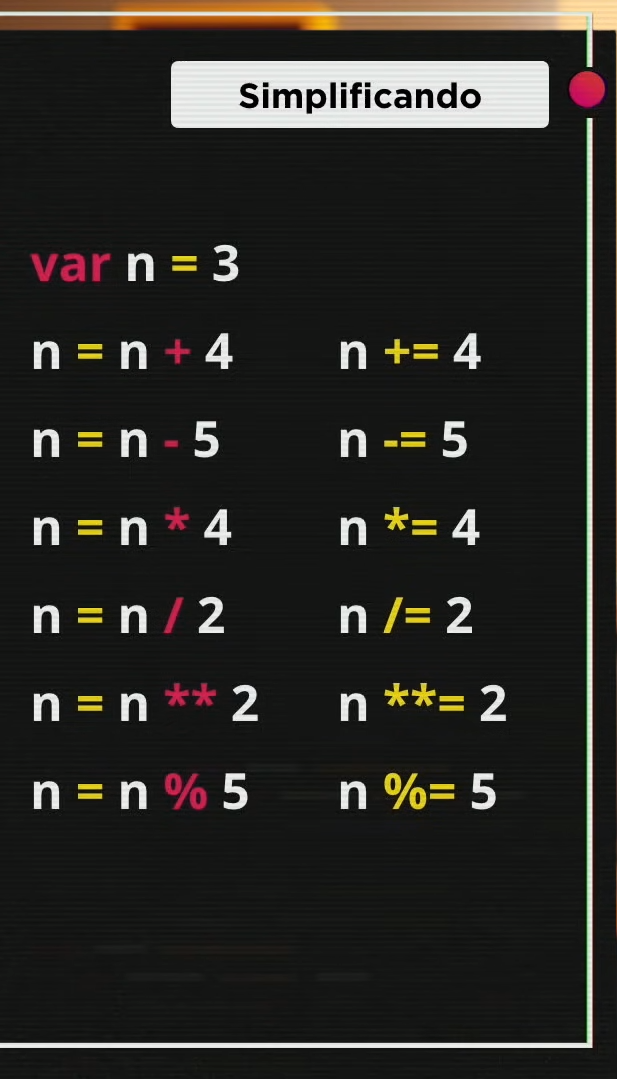 Simplificando
var n = 3
n = n + 4 n += 4
n = n - 5 n -= 5
n = n * 4 n *= 4
n = n / 2 n /= 2
n = n ** 2 n **= 2
n = n % 5 n %= 5